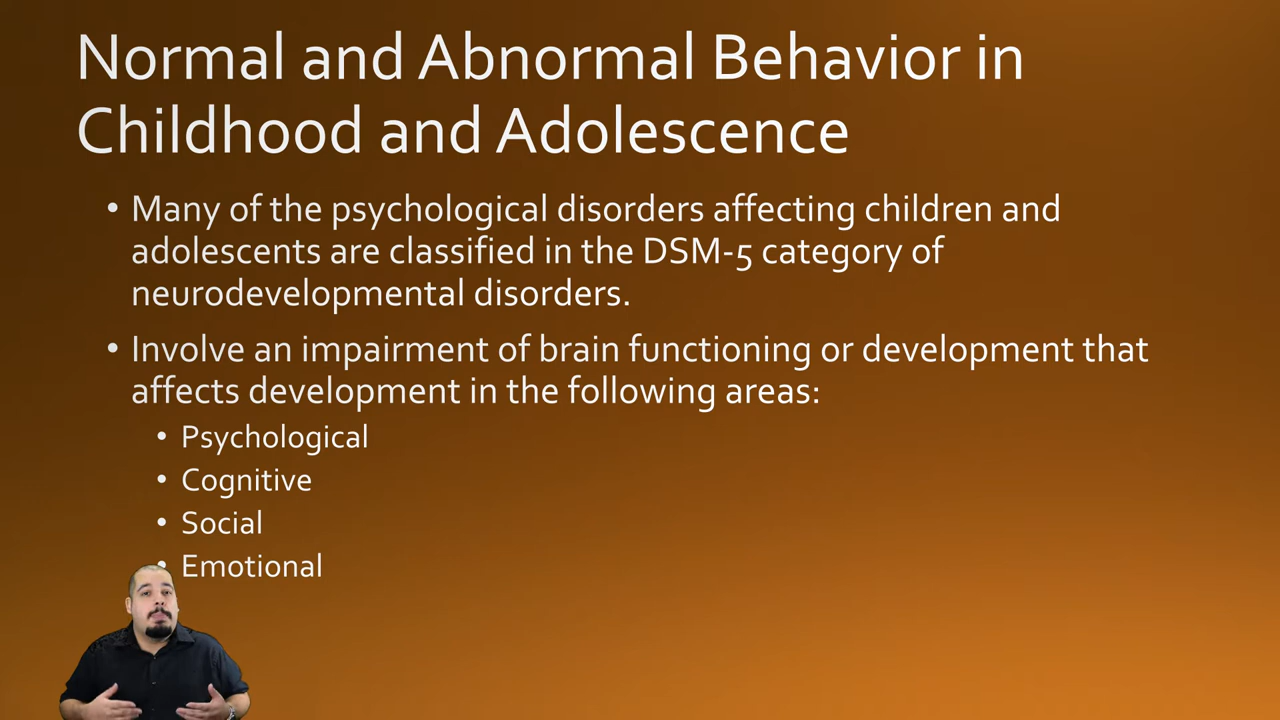 Normal and Abnormal Behavior in
Childhood and Adolescence
• Many of the psychological disorders affecting children and
adolescents are classified in the DSM-5 category of
neurodevelopmental disorders.
• Involve an impairment of brain functioning or development that
affects development in the following areas:
• Psychological
• Cognitive
• Social
• Emotional